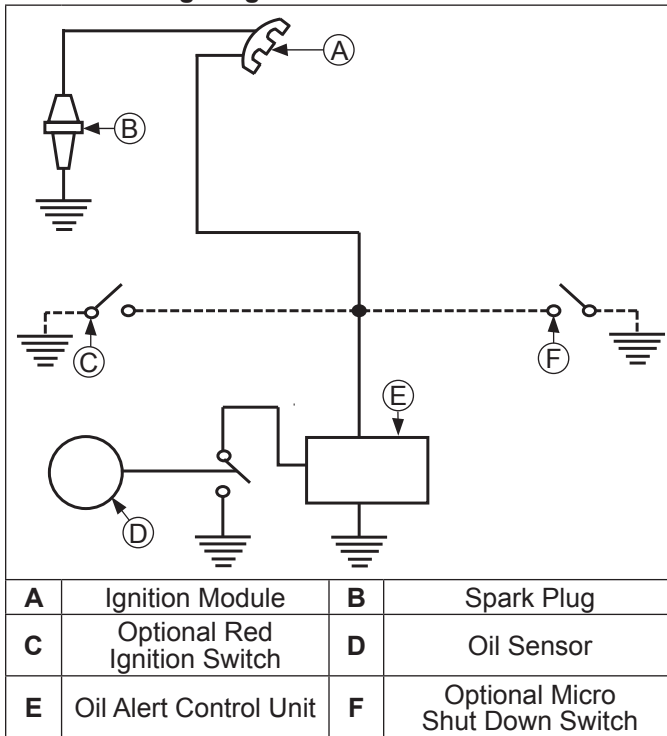 A
B
C
F
E
D
A Ignition Module B Spark Plug
C Optional Red Ignition Switch D Oil Sensor
E Oil Alert Control Unit F Optional Micro Shut Down Switch